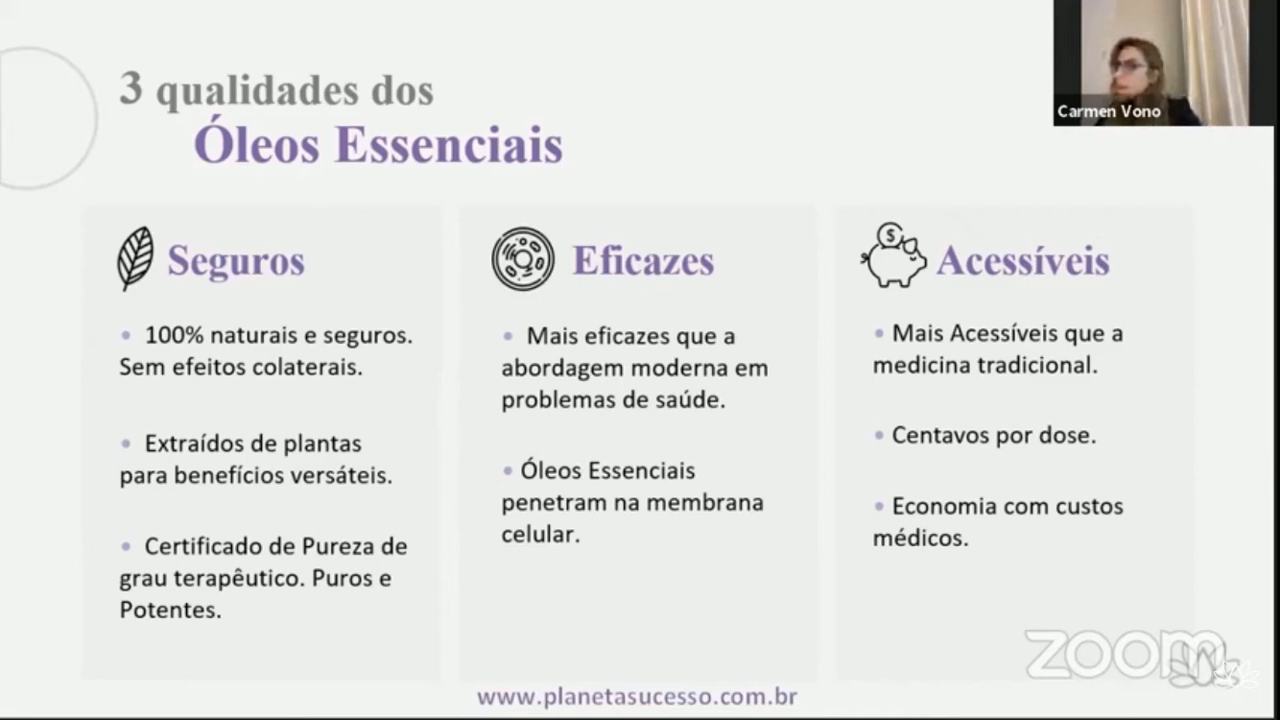 3 qualidades dos
Óleos Essenciais
Carmen Vono
Seguros
• 100% naturais e seguros.
Sem efeitos colaterais.
• Extraídos de plantas
para benefícios versáteis.
• Certificado de Pureza de
grau terapêutico. Puros e
Potentes.
Eficazes
• Mais eficazes que a
abordagem moderna em
problemas de saúde.
• Óleos Essenciais
penetram na membrana
celular.
$
Acessíveis
• Mais Acessíveis que a
medicina tradicional.
• Centavos por dose.
• Economia com custos
médicos.
zoom
www.planetasucesso.com.br